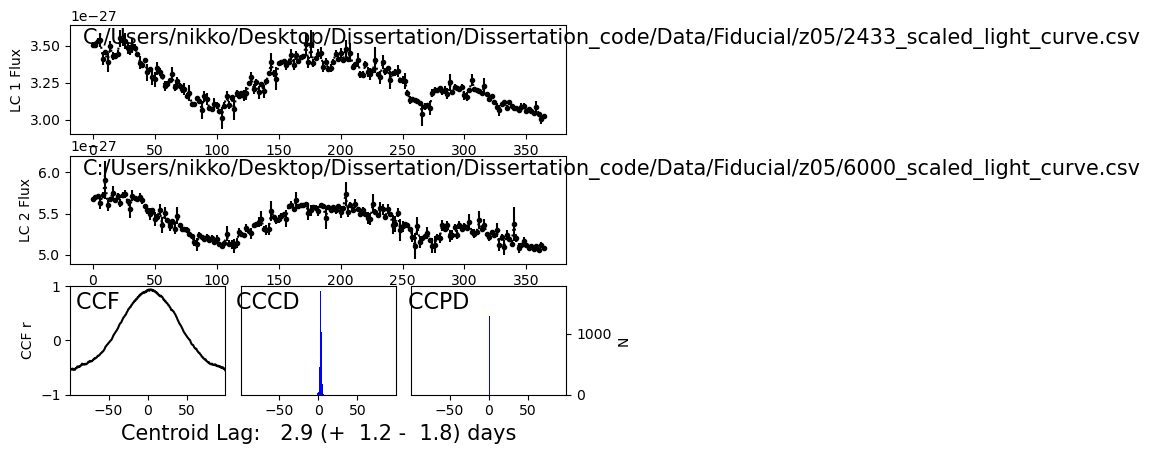 1e−27
C:/Users/nikko/Desktop/Dissertation/Dissertation_code/Data/Fiducial/z05/2433_scaled_light_curve.csv
3.50
3.25
3.00
LC 1 Flux
0 50 100 150 200 250 300 350
1e−27
C:/Users/nikko/Desktop/Dissertation/Dissertation_code/Data/Fiducial/z05/6000_scaled_light_curve.csv
6.0
5.5
5.0
LC 2 Flux
0 50 100 150 200 250 300 350
CCF
CCCD
CCPD
1
0
−1
CCF r
1000
0
N
−50 0 50
−50 0 50
−50 0 50
Centroid Lag: 2.9 (+ 1.2 - 1.8) days